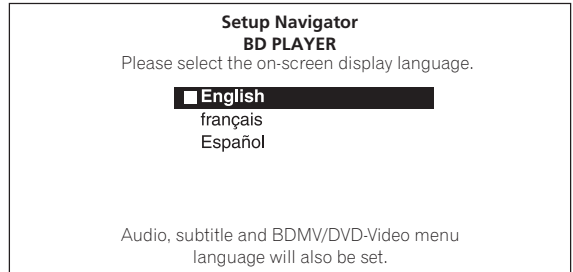 Setup Navigator
BD PLAYER
Please select the on-screen display language.
English
français
Español
Audio, subtitle and BDMV/DVD-Video menu
language will also be set.